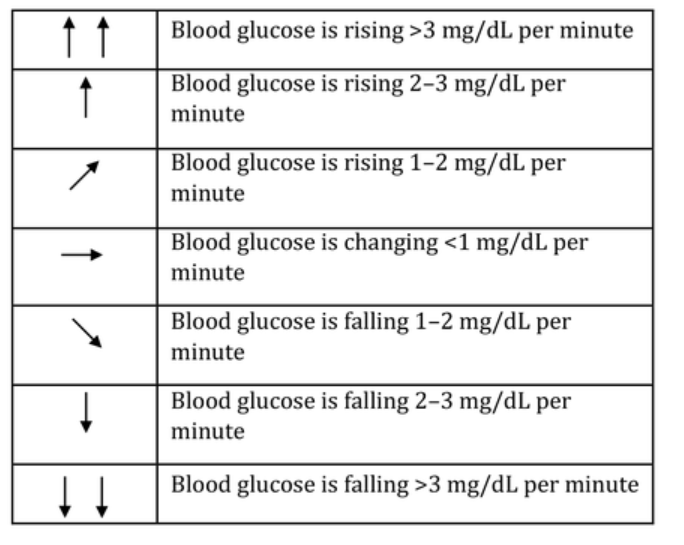 Blood glucose is rising >3 mg/dL per minute
Blood glucose is rising 2–3 mg/dL per
minute
Blood glucose is rising 1–2 mg/dL per
minute
Blood glucose is changing <1 mg/dL per
minute
Blood glucose is falling 1–2 mg/dL per
minute
Blood glucose is falling 2–3 mg/dL per
minute
Blood glucose is falling >3 mg/dL per minute